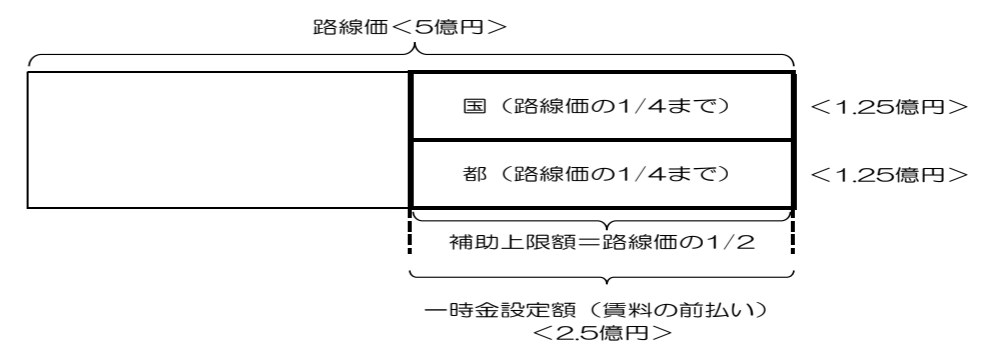 路線価＜5億円＞
国（路線価の1/4まで）
＜1.25億円＞
都（路線価の1/4まで）
＜1.25億円＞
補助上限額＝路線価の1/2
一時金設定額（賃料の前払い）
＜2.5億円＞